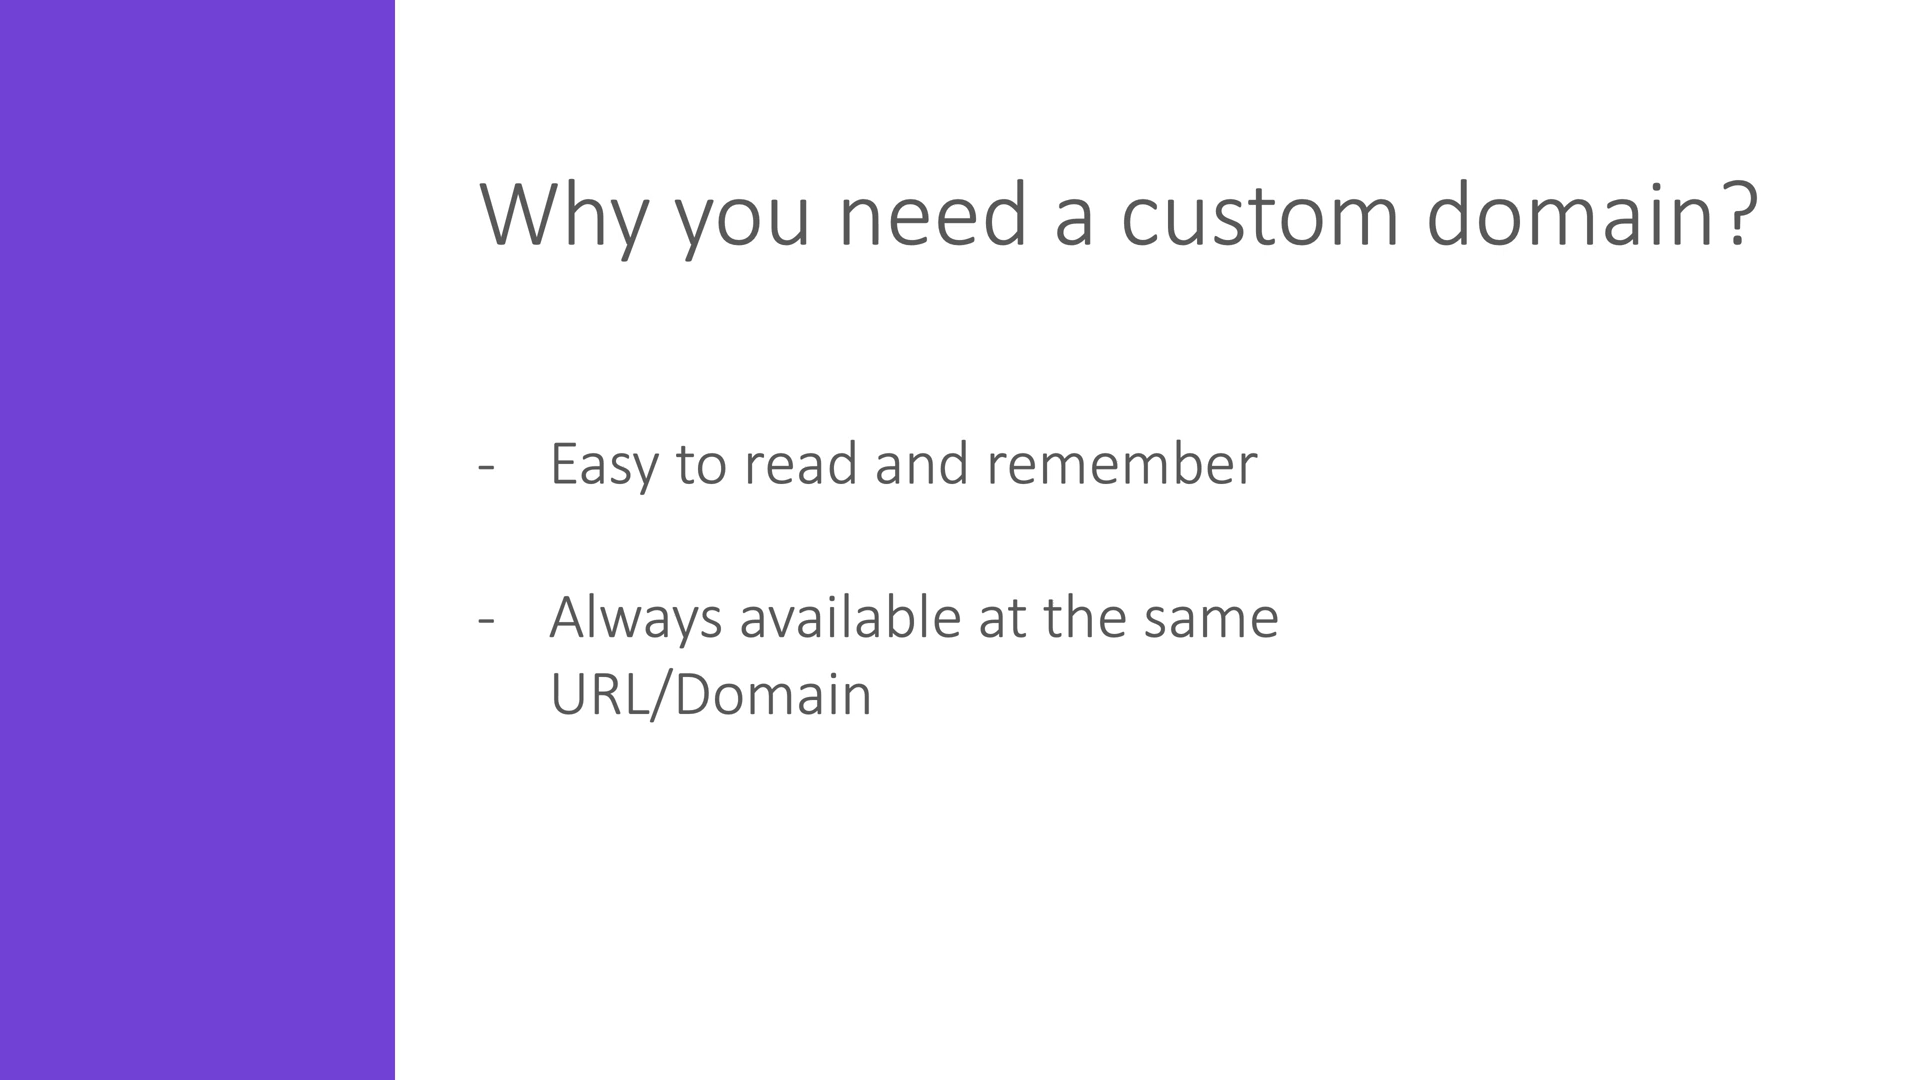 Why you need a custom domain?
- Easy to read and remember
- Always available at the same
URL/Domain